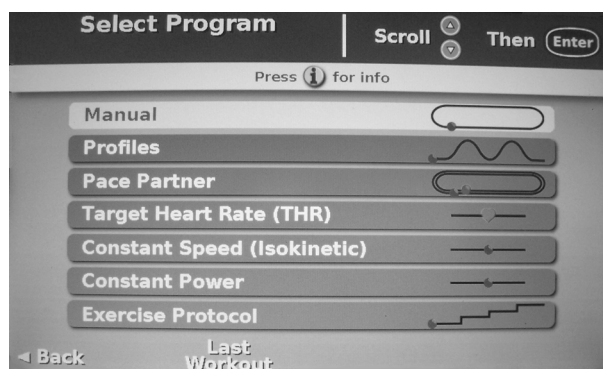 Select Program
Scroll Then Enter
Press i for info
Manual
Profiles
Pace Partner
Target Heart Rate (THR)
Constant Speed (Isokinetic)
Constant Power
Exercise Protocol
Back
Last
Workout